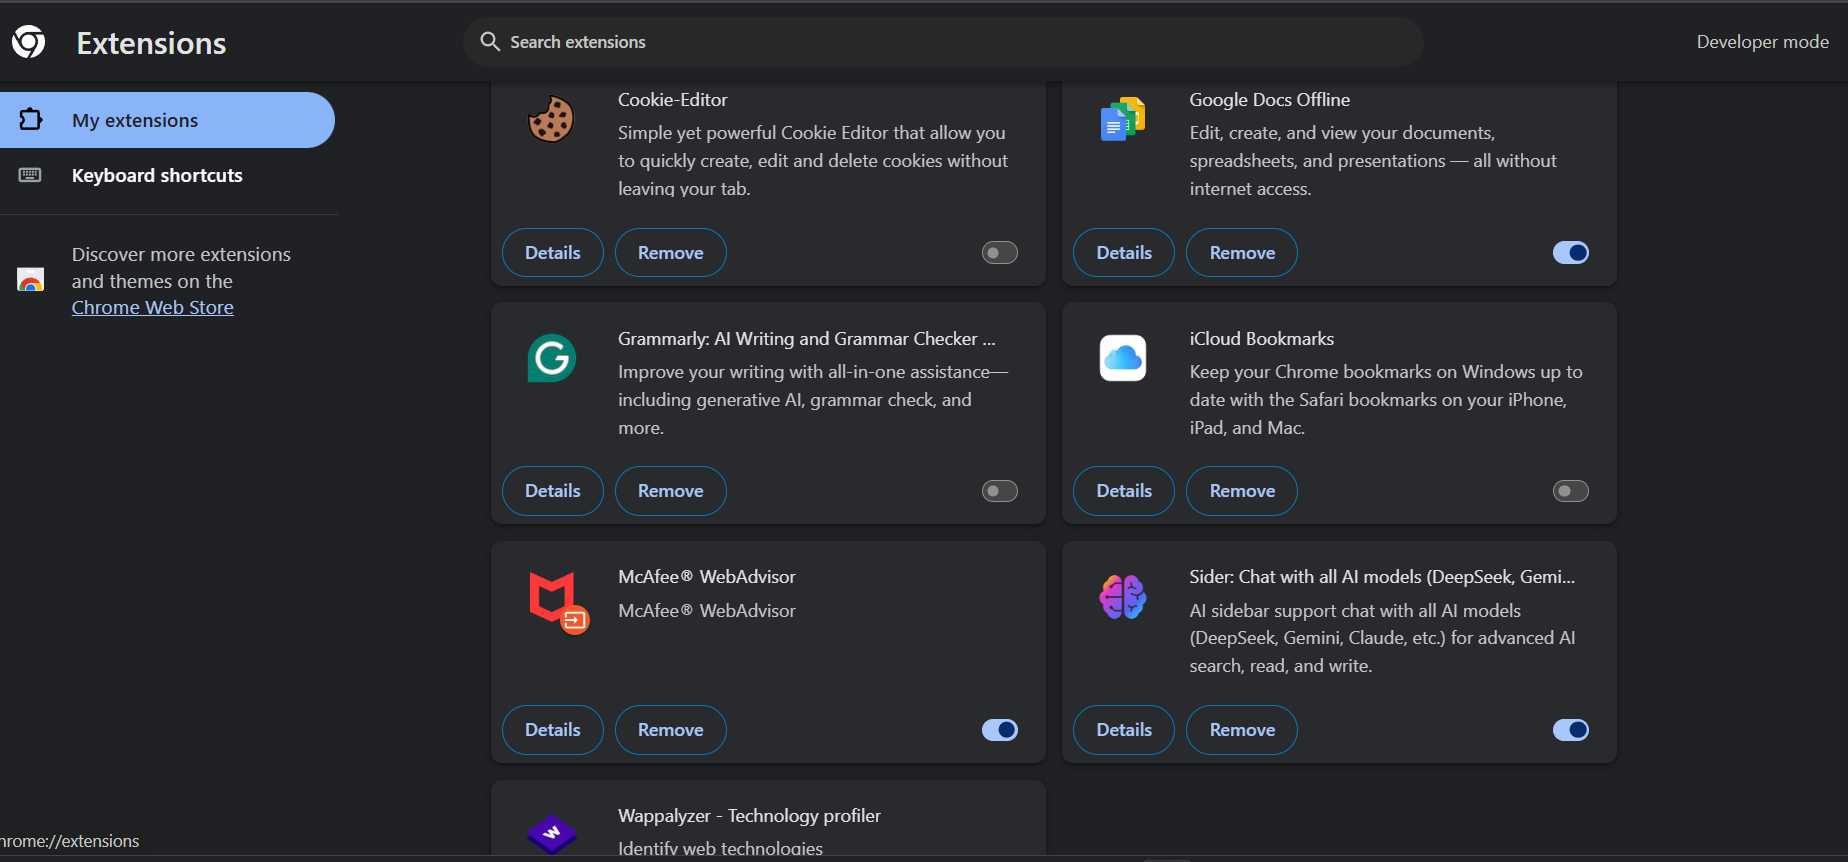 Extensions
Search extensions
Developer mode
My extensions
Keyboard shortcuts
Discover more extensions
and themes on the
Chrome Web Store
Cookie-Editor
Simple yet powerful Cookie Editor that allow you
to quickly create, edit and delete cookies without
leaving your tab.
Details
Remove
Google Docs Offline
Edit, create, and view your documents,
spreadsheets, and presentations — all without
internet access.
Details
Remove
Grammarly: AI Writing and Grammar Checker ...
Improve your writing with all-in-one assistance—
including generative AI, grammar check, and
more.
Details
Remove
iCloud Bookmarks
Keep your Chrome bookmarks on Windows up to
date with the Safari bookmarks on your iPhone,
iPad, and Mac.
Details
Remove
McAfee® WebAdvisor
McAfee® WebAdvisor
Details
Remove
Sider: Chat with all AI models (DeepSeek, Gemi...
AI sidebar support chat with all AI models
(DeepSeek, Gemini, Claude, etc.) for advanced AI
search, read, and write.
Details
Remove
Wappalyzer - Technology profiler
Identify web technologies
hrome://extensions